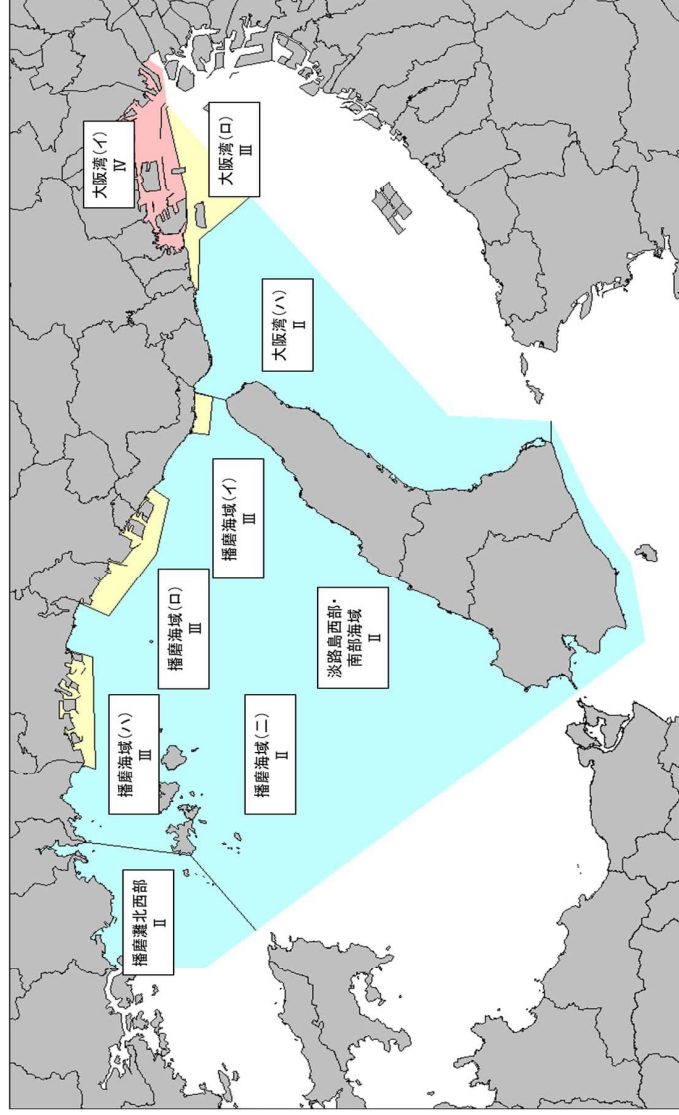 大阪湾(イ)
Ⅳ
大阪湾(ロ)
Ⅲ
大阪湾(ハ)
Ⅱ
播磨海域(イ)
Ⅲ
播磨海域(ロ)
Ⅲ
淡路島西部・
南部海域
Ⅱ
播磨海域(ハ)
Ⅲ
播磨海域(ニ)
Ⅱ
播磨灘北西部
Ⅱ